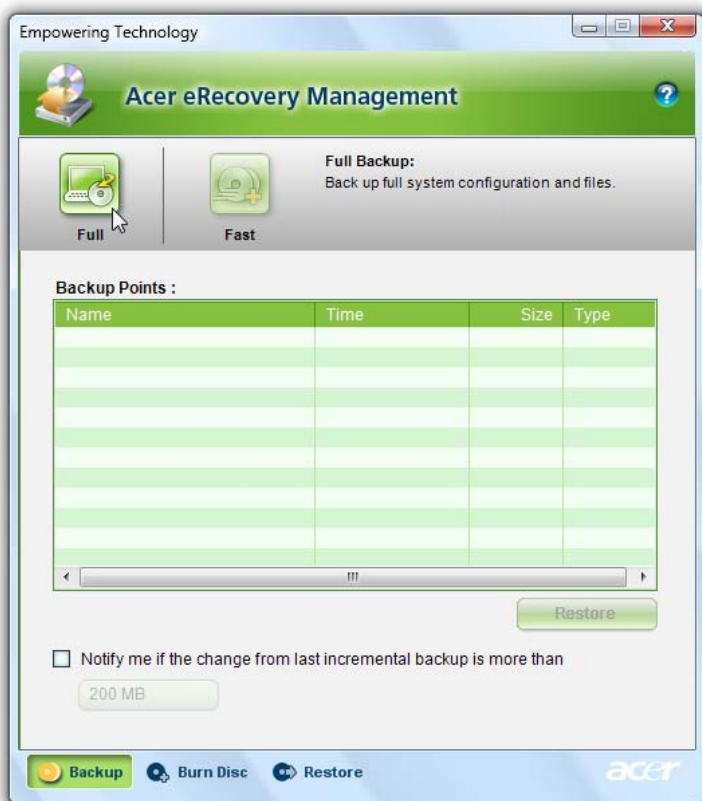 Empowering Technology
Acer eRecovery Management
Full Backup:
Back up full system configuration and files.
Full
Fast
Backup Points :
Name Time Size Type
Restore
Notify me if the change from last incremental backup is more than
200 MB
Backup Burn Disc Restore acer